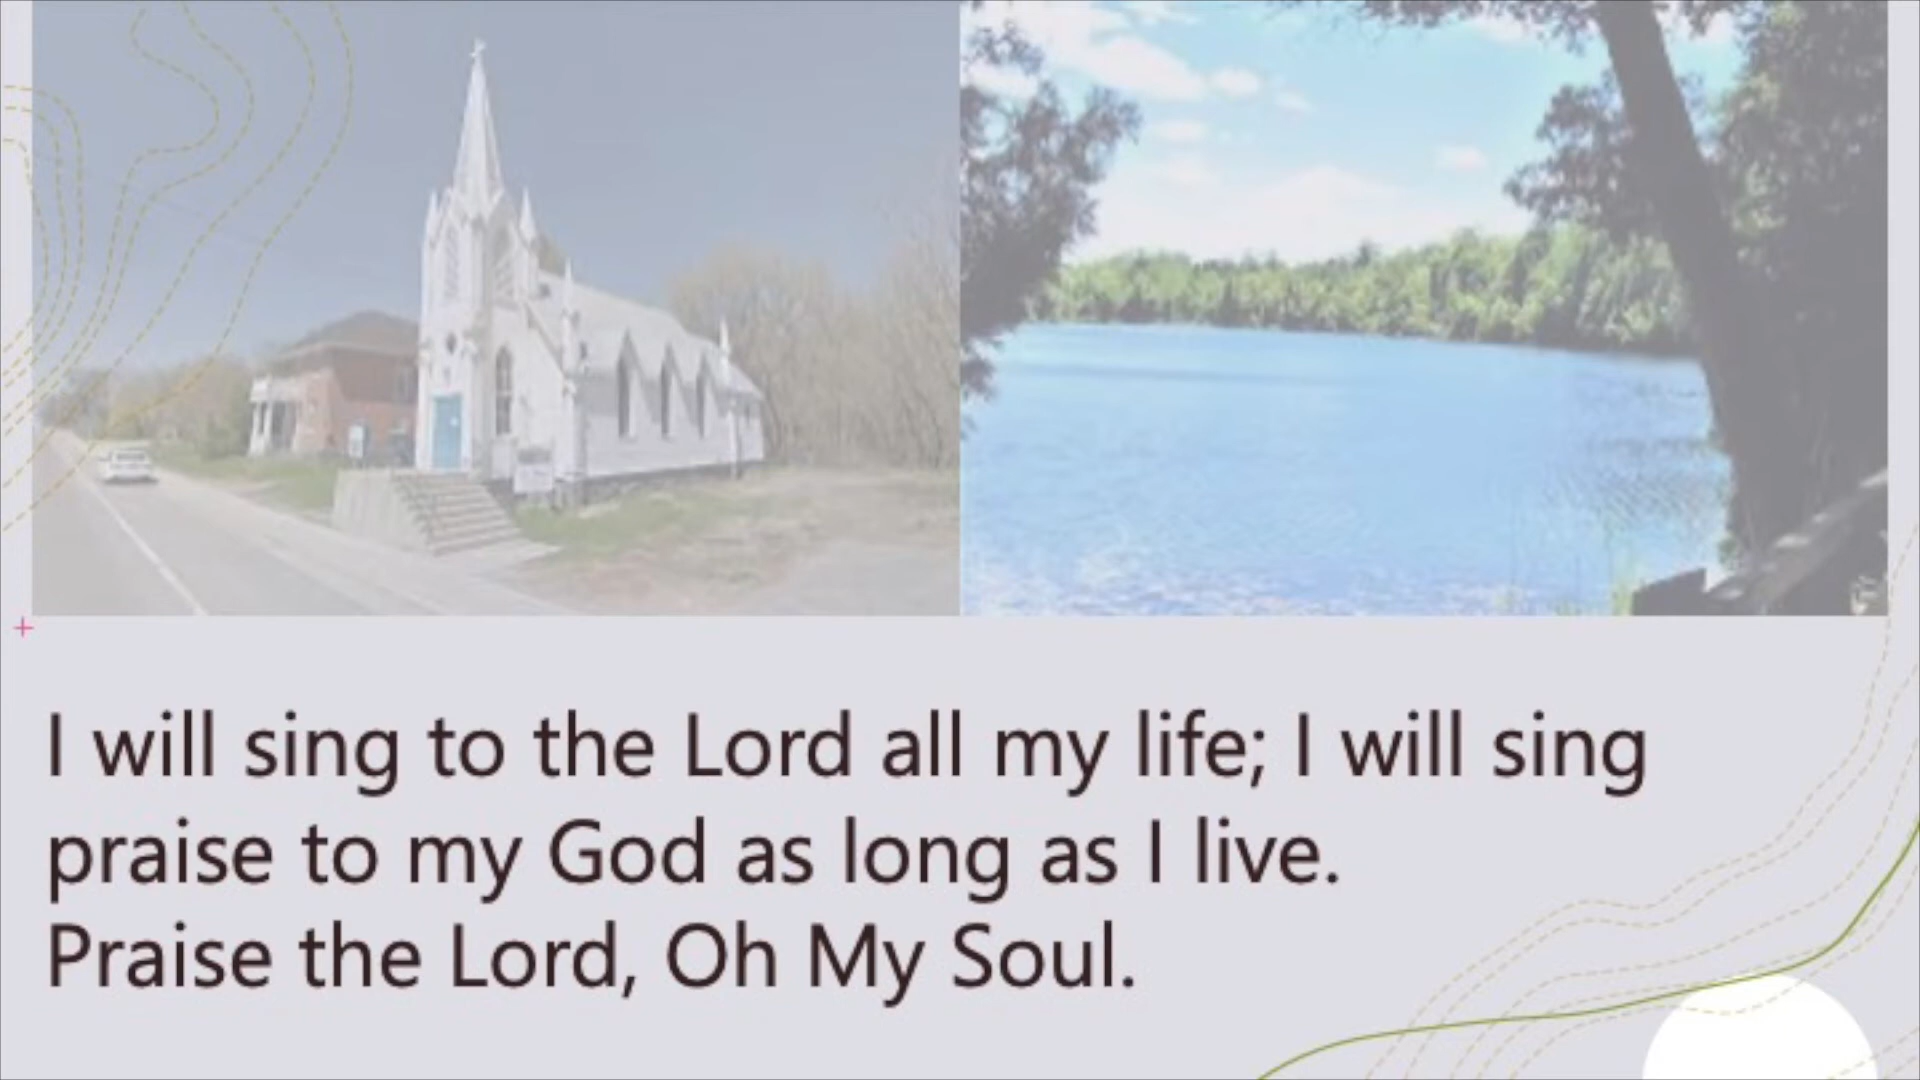 I will sing to the Lord all my life; I will sing
praise to my God as long as I live.
Praise the Lord, Oh My Soul.